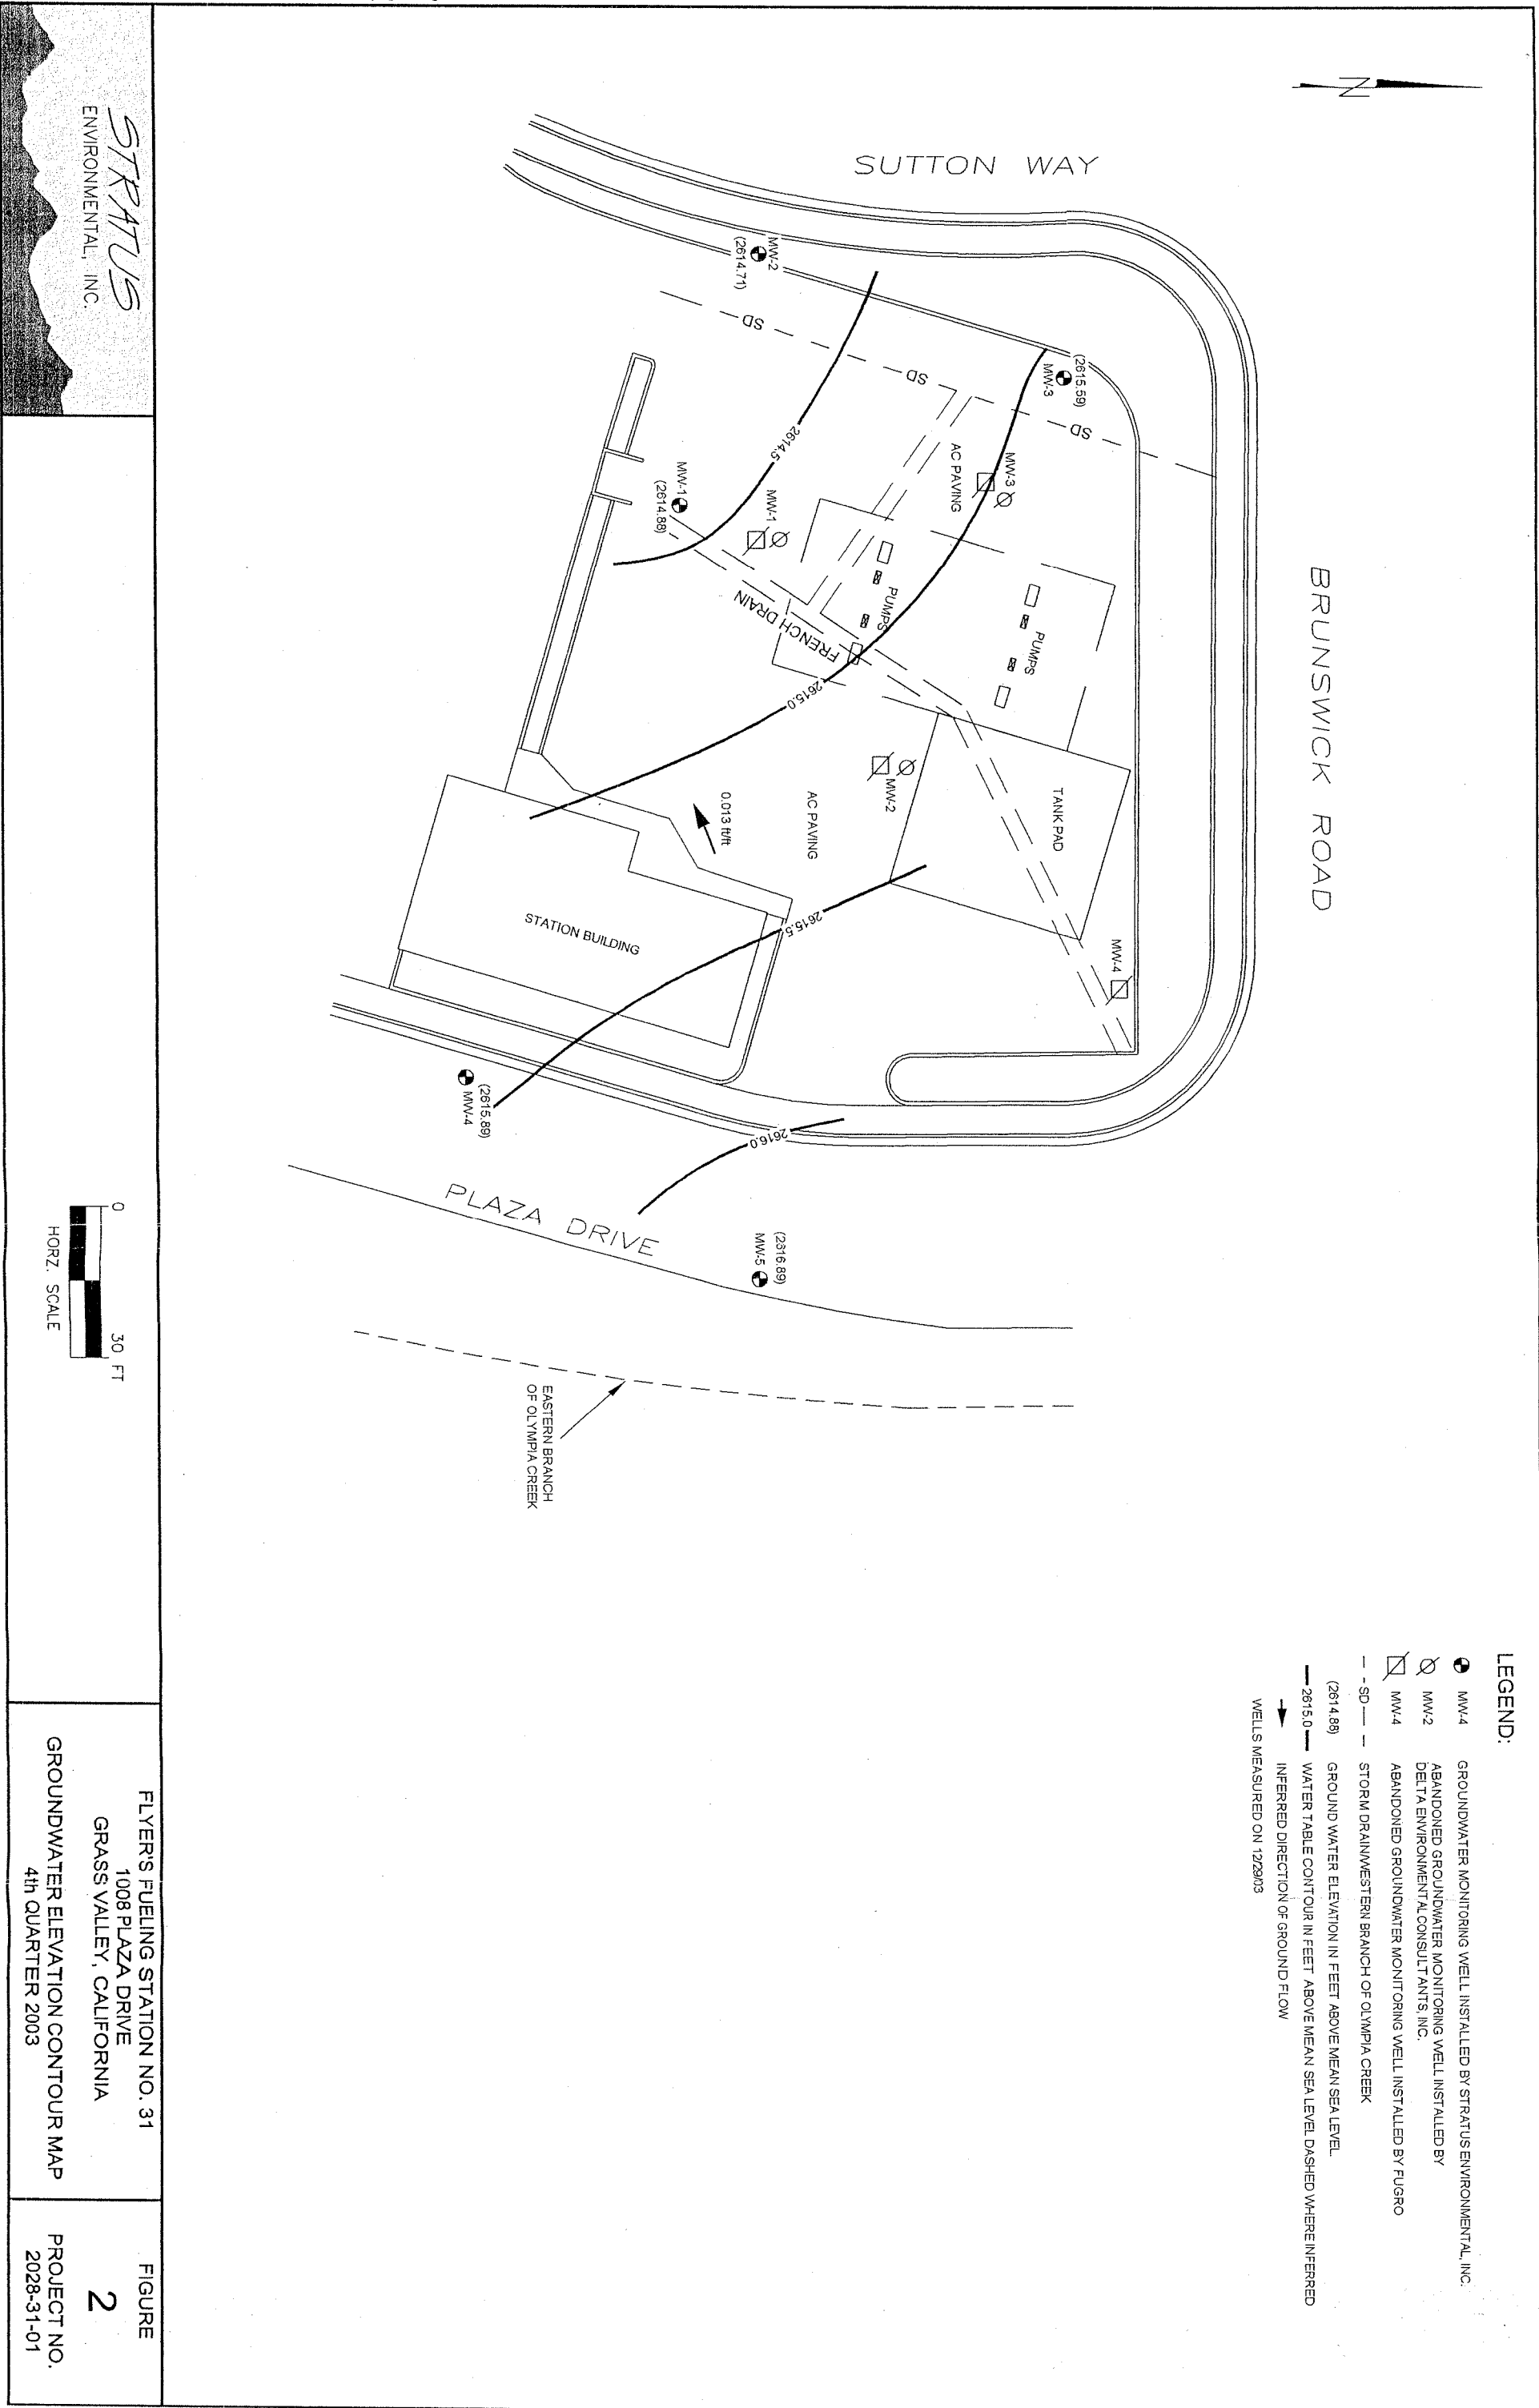 N
SUTTON WAY
BRUNSWICK ROAD
MW-2
(2614.71)
SD
SD
SD
(2615.59)
MW-3
MW-3
AC PAVING
2614.5
MW-1
(2614.88)
MW-1
PUMPS
PUMPS
FRENCH DRAIN
2615.0
MW-2
TANK PAD
AC PAVING
0.013 ft/ft
2615.5
STATION BUILDING
MW-4
(2615.89)
MW-4
2616.0
PLAZA DRIVE
(2316.89)
MW-5
EASTERN BRANCH
OF OLYMPIA CREEK
LEGEND:
MW-4 GROUNDWATER MONITORING WELL INSTALLED BY STRATUS ENVIRONMENTAL, INC.
MW-2 ABANDONED GROUNDWATER MONITORING WELL INSTALLED BY
DELTA ENVIRONMENTAL CONSULTANTS, INC.
MW-4 ABANDONED GROUNDWATER MONITORING WELL INSTALLED BY FUGRO
SD STORM DRAIN/WESTERN BRANCH OF OLYMPIA CREEK
(2614.88) GROUND WATER ELEVATION IN FEET ABOVE MEAN SEA LEVEL
2615.0 WATER TABLE CONTOUR IN FEET ABOVE MEAN SEA LEVEL DASHED WHERE INFERRED
INFERRED DIRECTION OF GROUND FLOW
WELLS MEASURED ON 12/29/03
STRATUS
ENVIRONMENTAL, INC.
0 30 FT
HORZ. SCALE
FLYER'S FUELING STATION NO. 31
1008 PLAZA DRIVE
GRASS VALLEY, CALIFORNIA
GROUNDWATER ELEVATION CONTOUR MAP
4th QUARTER 2003
FIGURE
2
PROJECT NO.
2028-31-01